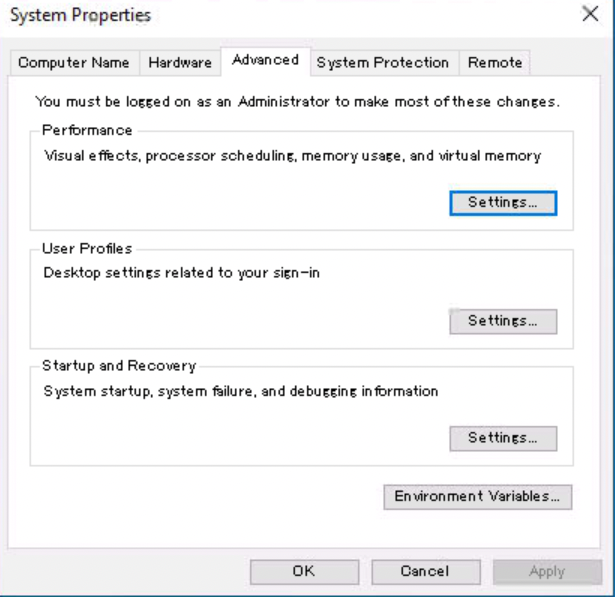 System Properties
Computer Name Hardware Advanced System Protection Remote
You must be logged on as an Administrator to make most of these changes.
Performance
Visual effects, processor scheduling, memory usage, and virtual memory
Settings...
User Profiles
Desktop settings related to your sign-in
Settings...
Startup and Recovery
System startup, system failure, and debugging information
Settings...
Environment Variables...
OK Cancel Apply